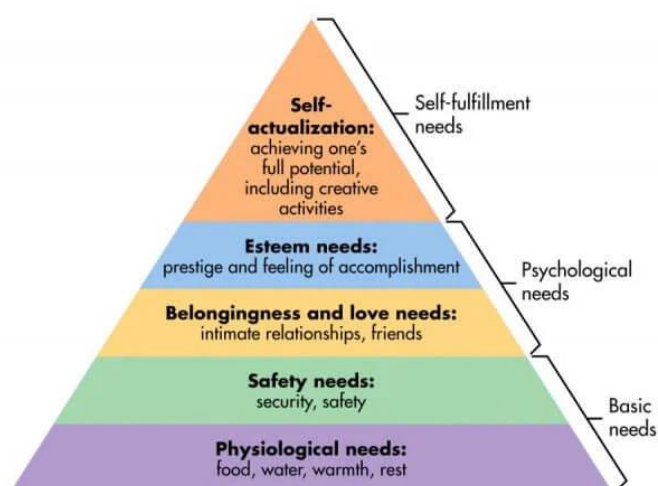 Self-
actualization:
achieving one's
full potential,
including creative
activities
Self-fulfillment
needs
Esteem needs:
prestige and feeling of accomplishment
Belongingness and love needs:
intimate relationships, friends
Psychological
needs
Safety needs:
security, safety
Physiological needs:
food, water, warmth, rest
Basic
needs